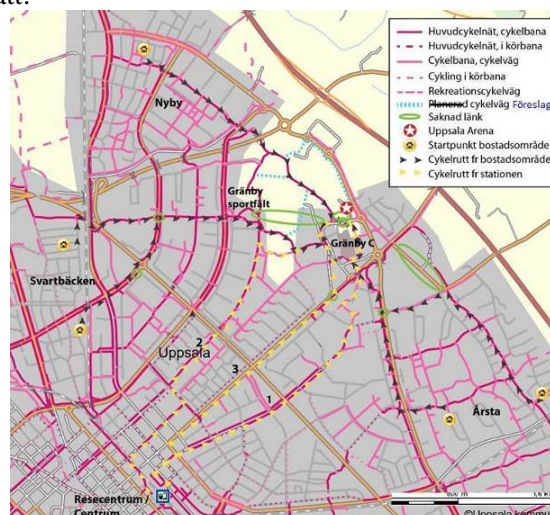 att.
Huvudcykelnät, cykelbana
Huvudcykelnät, i körbana
Cykelbana, cykelväg
Cykling i körbana
Rekreationscykelväg
Planerad cykelväg Föreslag
Saknad länk
Uppsala Arena
Startpunkt bostadsområde
Cykelrutt fr bostadsområde
Cykelrutt fr stationen
Nyby
Gränby
sportfält
Gränby C
Svartbäcken
2
Uppsala
3
1
Årsta
Resecentrum /
Centrum
©Uppsala kommun